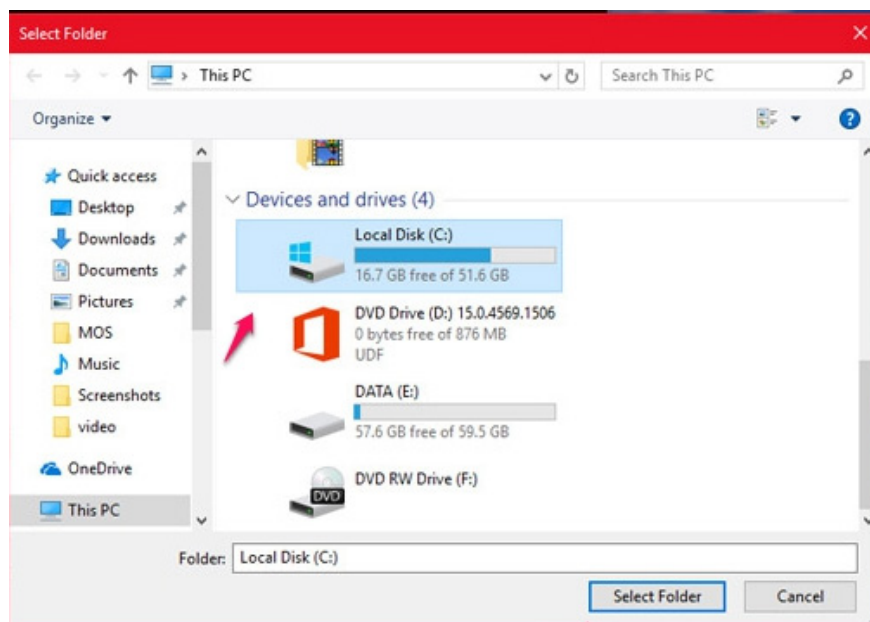 Select Folder
This PC
Search This PC
Organize
Quick access
Desktop
Downloads
Documents
Pictures
MOS
Music
Screenshots
video
OneDrive
This PC
Devices and drives (4)
Local Disk (C:)
16.7 GB free of 51.6 GB
DVD Drive (D:) 15.0.4569.1506
0 bytes free of 876 MB
UDF
DATA (E:)
57.6 GB free of 59.5 GB
DVD RW Drive (F:)
DVD
Folder: Local Disk (C:)
Select Folder
Cancel